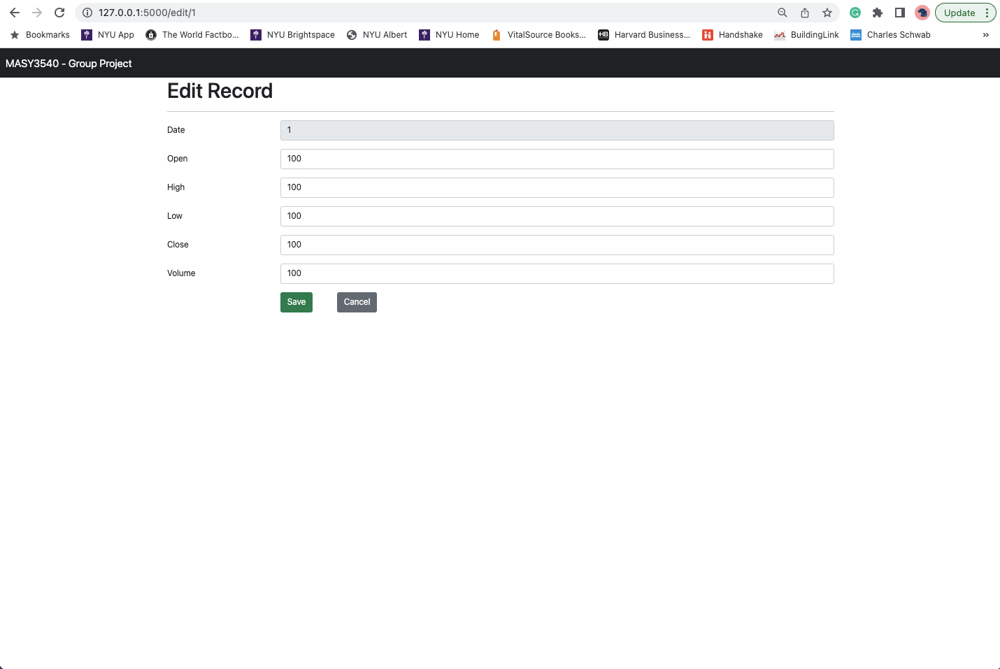 127.0.0.1:5000/edit/1
Update
Bookmarks NYU App The World Factbo... NYU Brightspace NYU Albert NYU Home VitalSource Books... HB Harvard Business... Handshake BuildingLink Charles Schwab »
MASY3540 - Group Project
Edit Record
Date 1
Open 100
High 100
Low 100
Close 100
Volume 100
Save Cancel